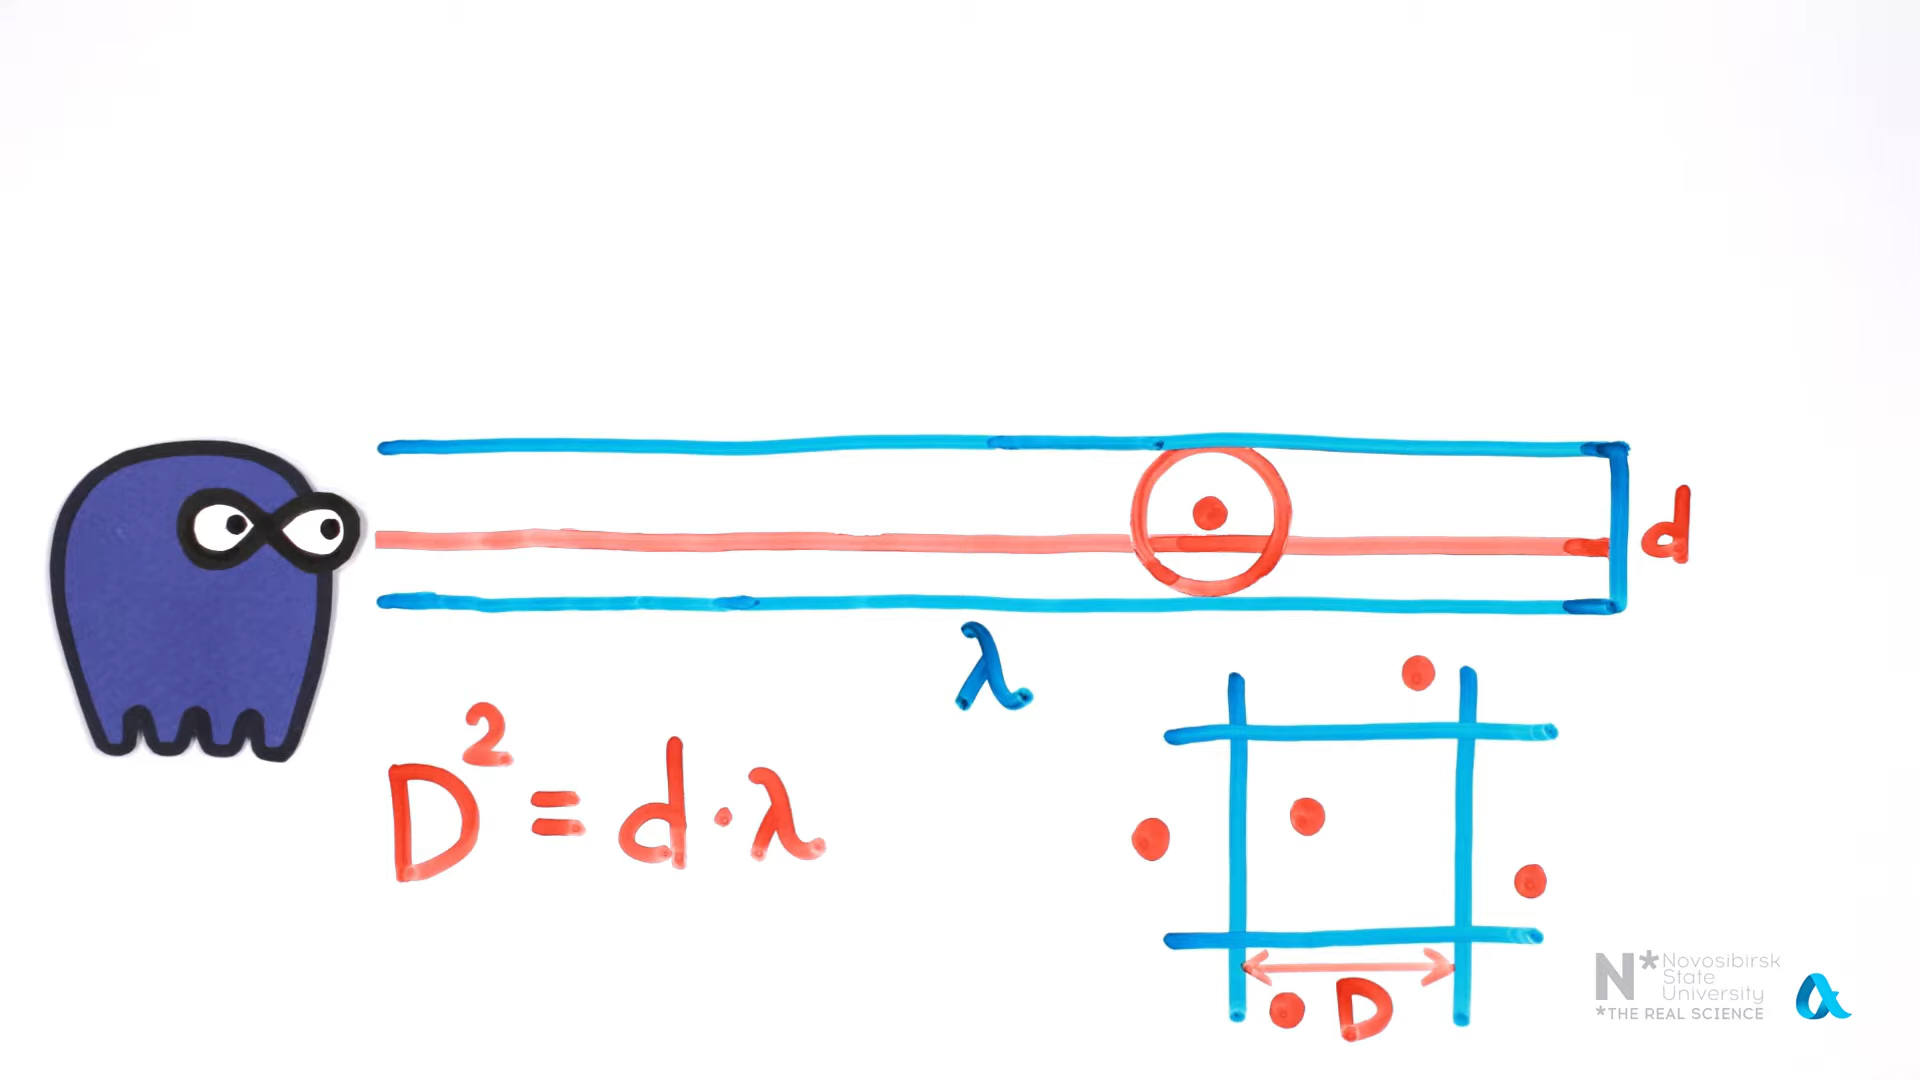 d
λ
D² = d · λ
D
N* Novosibirsk
State
University
*THE REAL SCIENCE